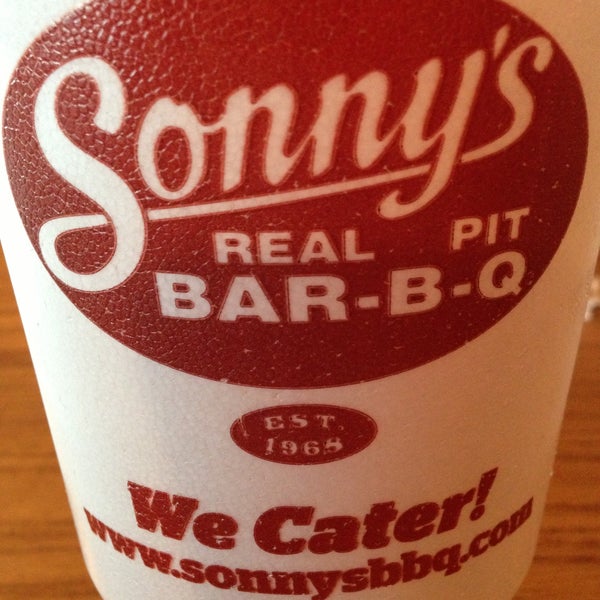 Sonny's
REAL PIT
BAR-B-Q
EST.
1968
We Cater!
www.sonnysbbq.com